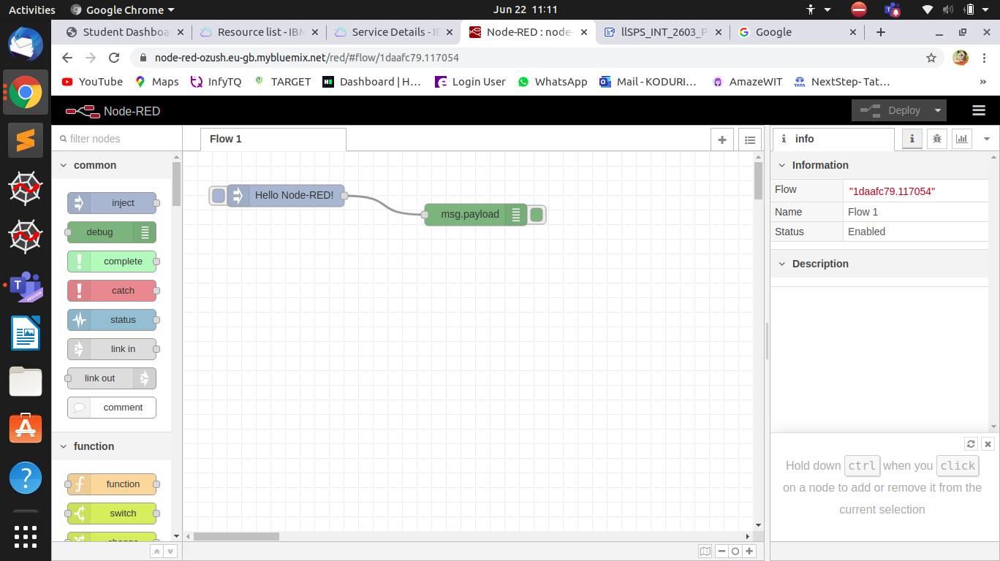 Activities
Google Chrome
Jun 22 11:11
Student Dashboa
Resource list - IBM
Service Details - IB
Node-RED : node-
llSPS_INT_2603_P
Google
node-red-ozush.eu-gb.mybluemix.net/red/#flow/1daafc79.117054
YouTube
Maps
InfyTQ
TARGET
Dashboard | H…
Login User
WhatsApp
Mail - KODURI…
AmazeWIT
NextStep- Tat…
»
Node-RED
Deploy
filter nodes
Flow 1
info
common
inject
debug
complete
catch
status
link in
link out
comment
function
function
switch
change
Hello Node-RED!
msg.payload
Information
Flow "1daafc79.117054"
Name Flow 1
Status Enabled
Description
Hold down ctrl when you click
on a node to add or remove it from the
current selection